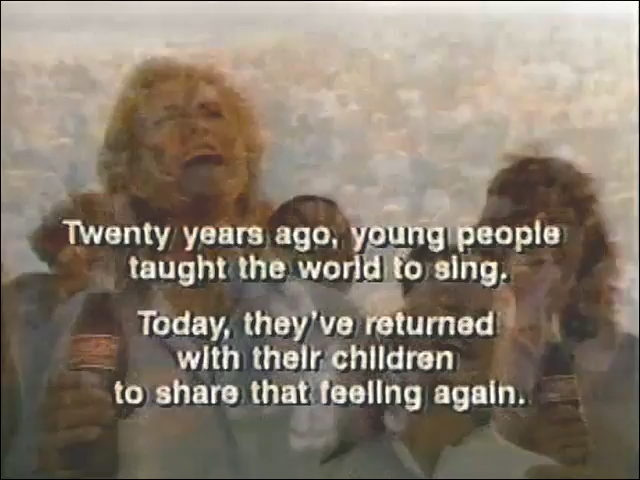 Twenty years ago, young people
taught the world to sing.
Today, they've returned
with their children
to share that feeling again.